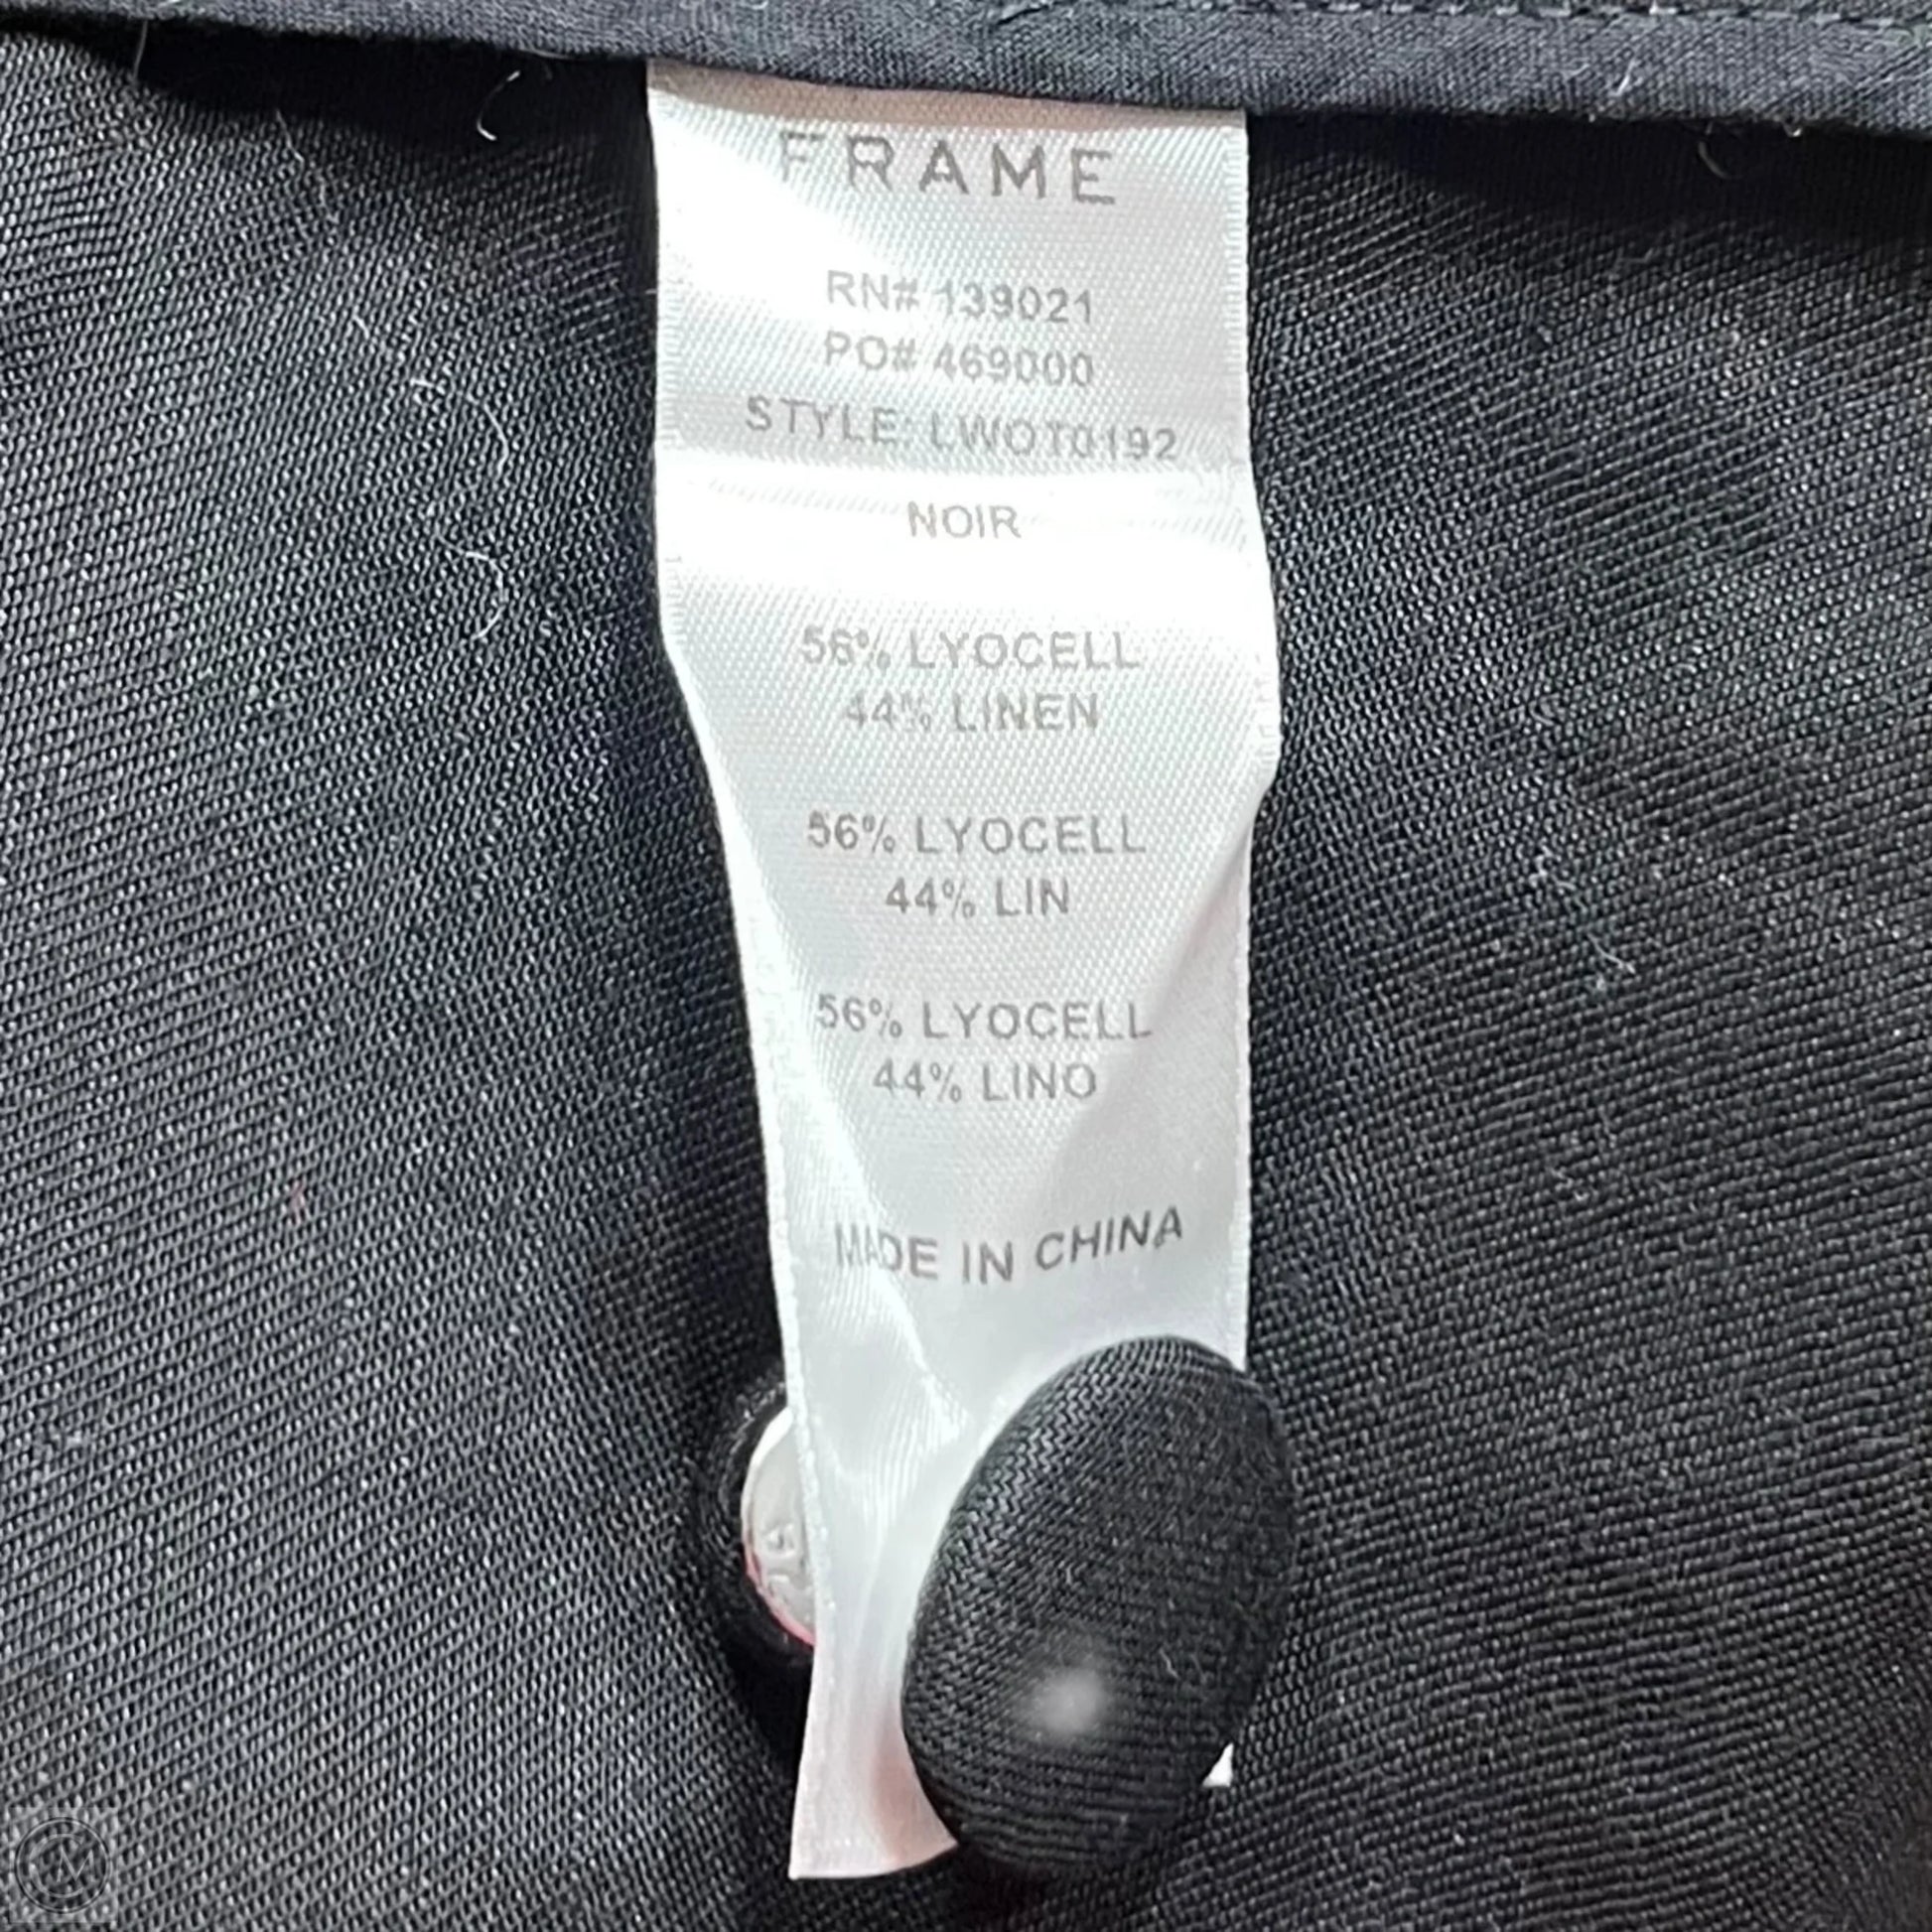 FRAME
RN# 139021
PO# 469000
STYLE: LWOT0192
NOIR
56% LYOCELL
44% LINEN
56% LYOCELL
44% LIN
56% LYOCELL
44% LINO
MADE IN CHINA